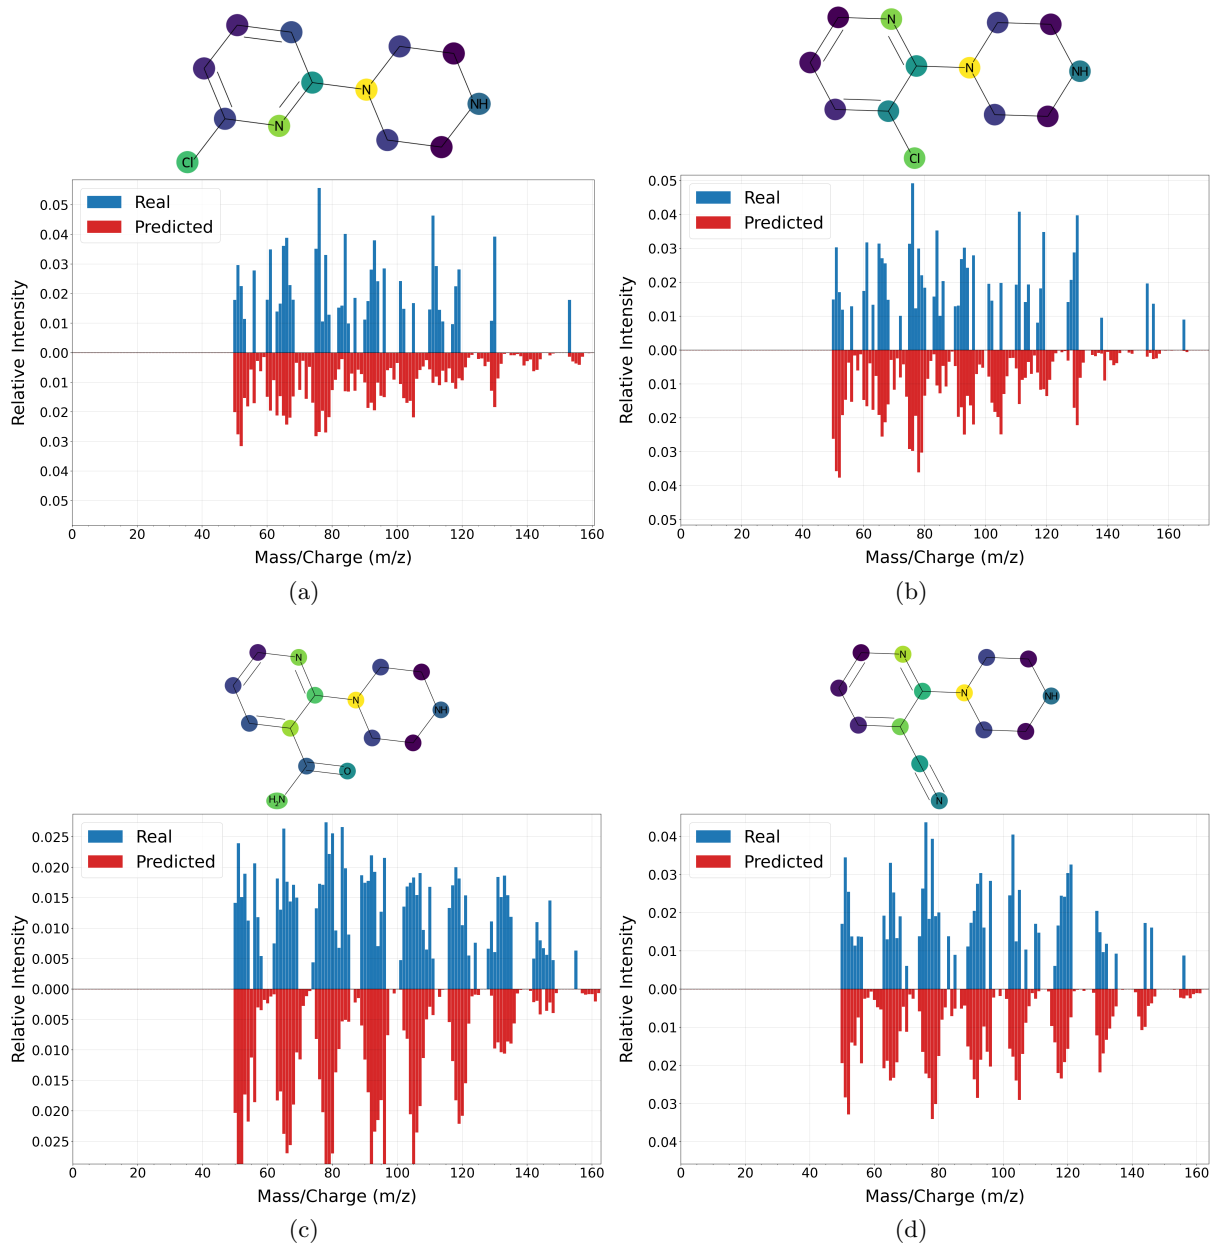 N
NH
N
Cl
Real
Predicted
0.05
0.04
0.03
0.02
0.01
0.00
0.01
0.02
0.03
0.04
0.05
Relative Intensity
0 20 40 60 80 100 120 140 160
Mass/Charge (m/z)
(a)
N
N
NH
Cl
Real
Predicted
0.05
0.04
0.03
0.02
0.01
0.00
0.01
0.02
0.03
0.04
0.05
Relative Intensity
0 20 40 60 80 100 120 140 160
Mass/Charge (m/z)
(b)
N
N
NH
O
H₂N
Real
Predicted
0.025
0.020
0.015
0.010
0.005
0.000
0.005
0.010
0.015
0.020
0.025
Relative Intensity
0 20 40 60 80 100 120 140 160
Mass/Charge (m/z)
(c)
N
N
NH
N
Real
Predicted
0.04
0.03
0.02
0.01
0.00
0.01
0.02
0.03
0.04
Relative Intensity
0 20 40 60 80 100 120 140 160
Mass/Charge (m/z)
(d)